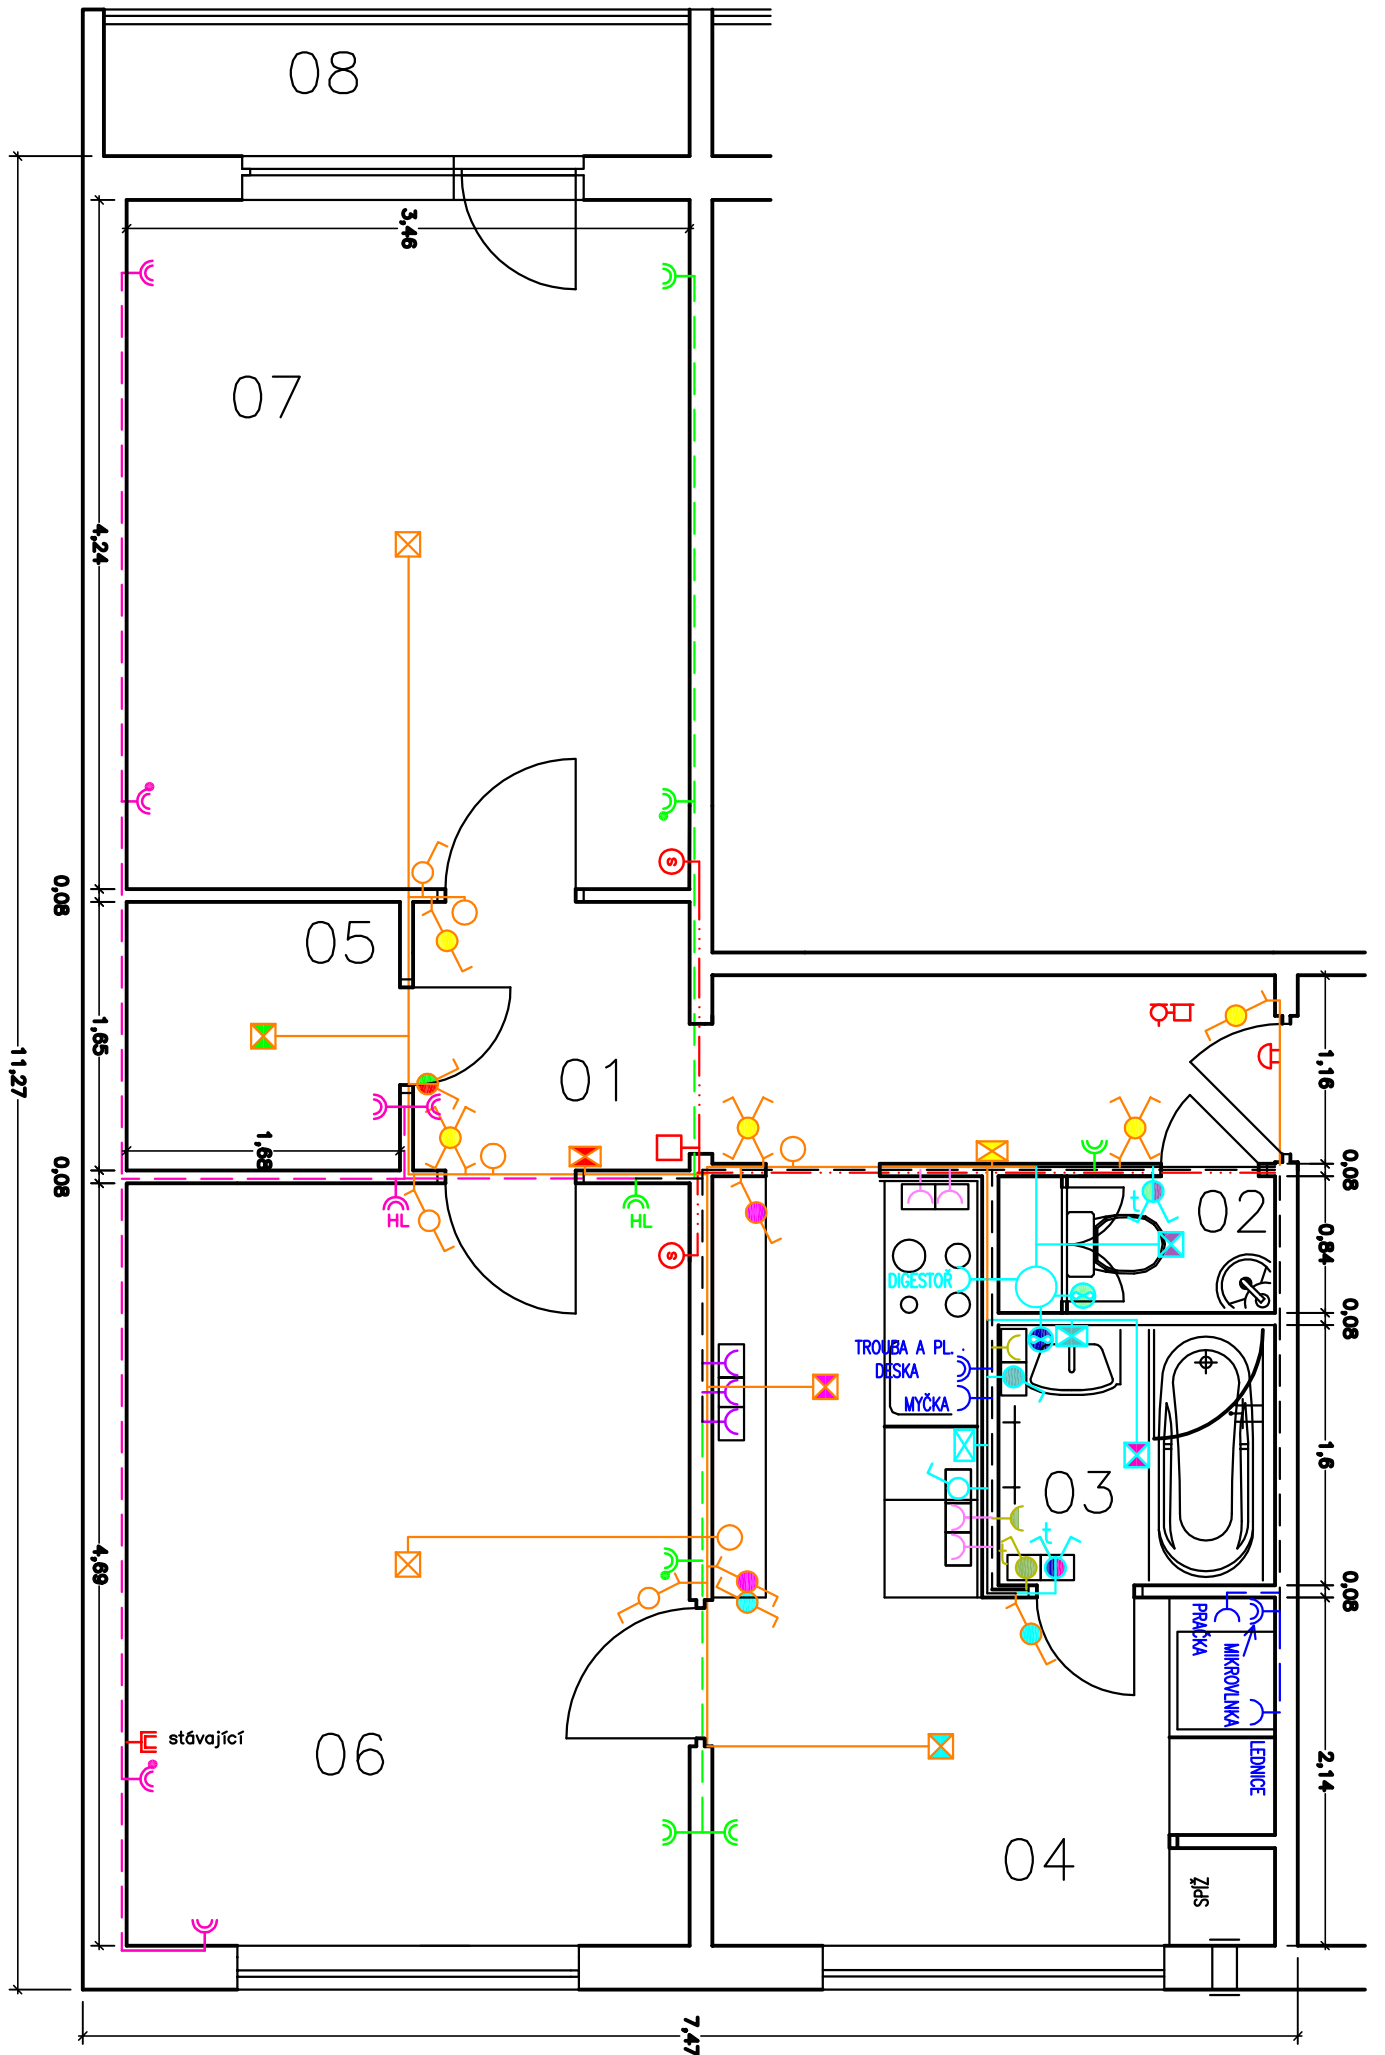 08
3,46
07
4,24
s
0,08
05
1,65
01
11,27
1,16
1,68
0,08
0,08
02
0,84
t
HL
HL
s
DIGESTOŘ
0,08
TROUBA A PL.
DESKA
MYČKA
1,6
03
t
t
4,69
0,08
PRAČKA
MIKROVLNKA
stávající
06
LEDNICE
2,14
04
SPÍŽ
7,47